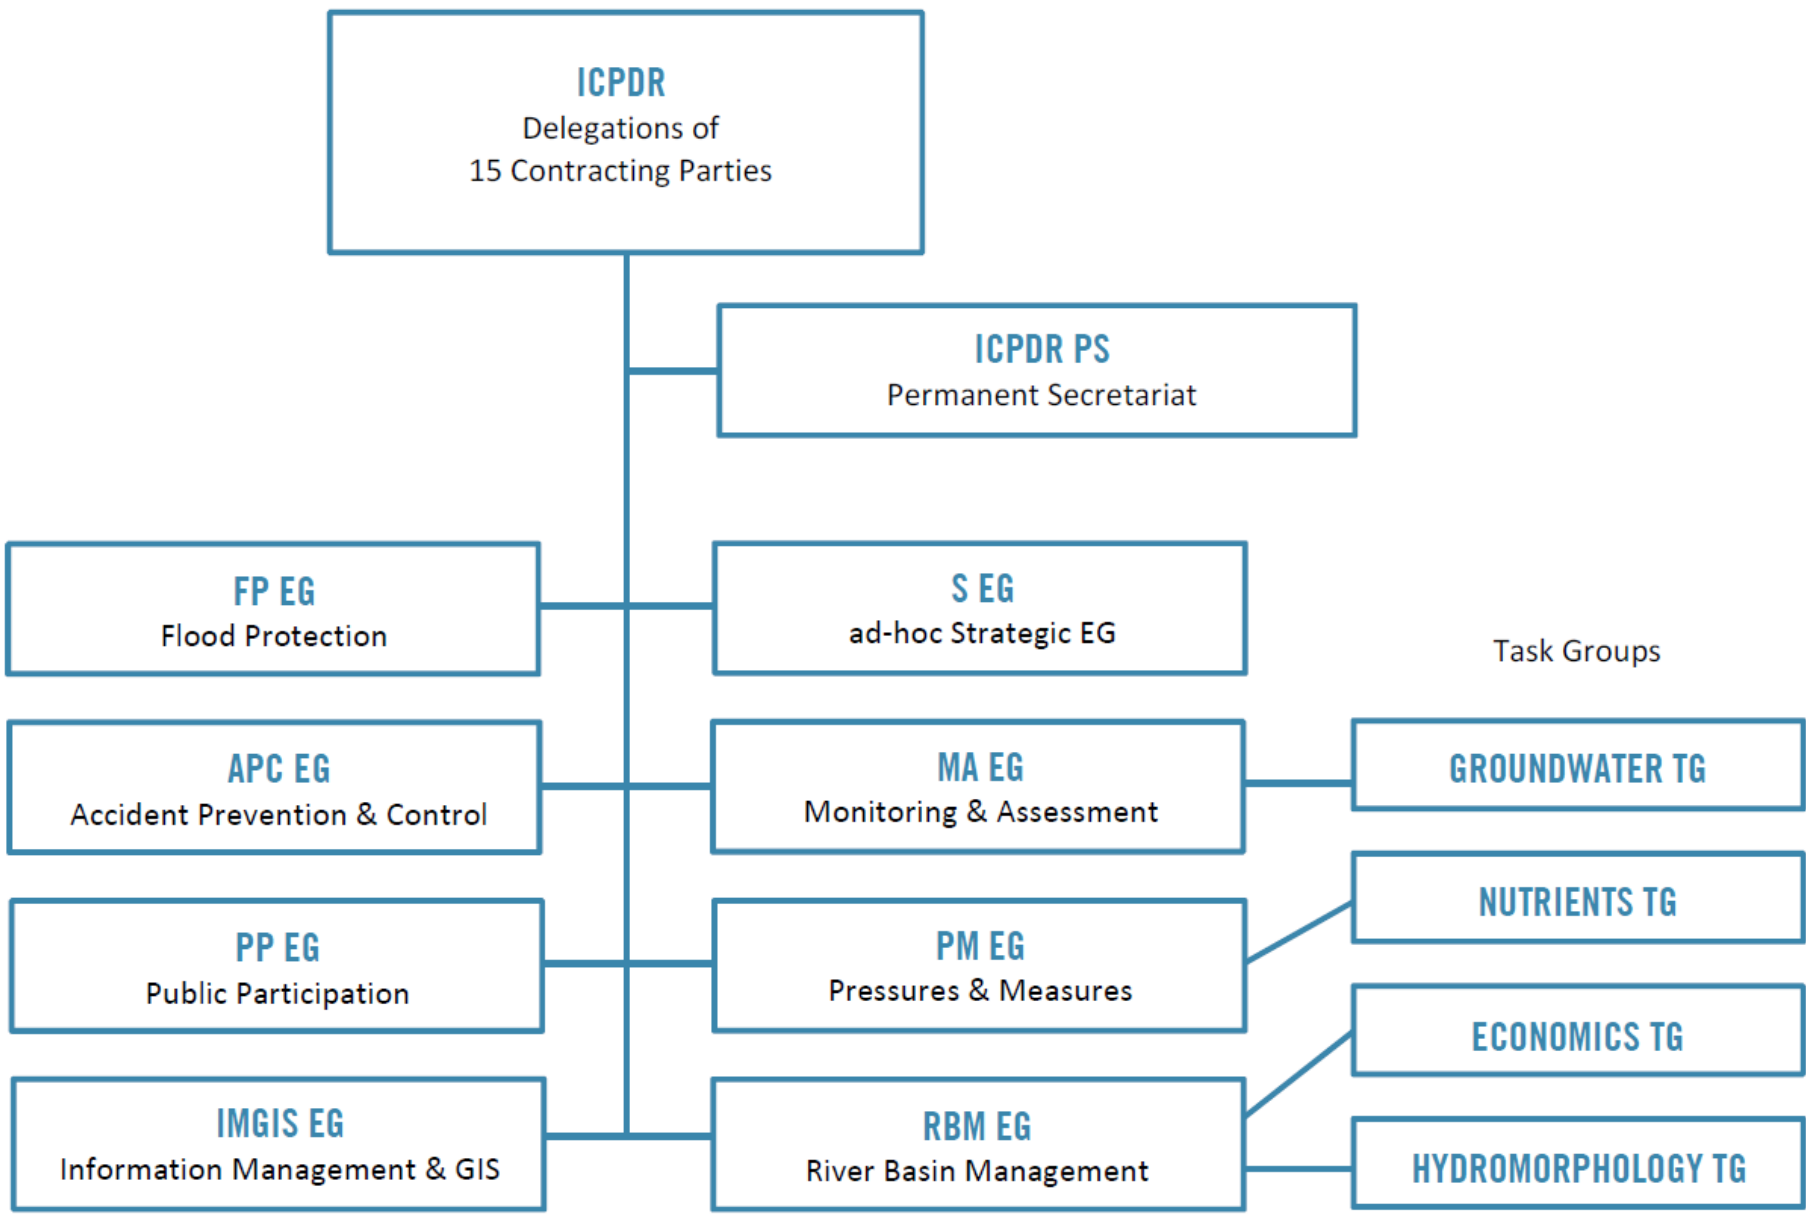 ICPDR
Delegations of
15 Contracting Parties
ICPDR PS
Permanent Secretariat
FP EG
Flood Protection
S EG
ad-hoc Strategic EG
Task Groups
APC EG
Accident Prevention & Control
MA EG
Monitoring & Assessment
GROUNDWATER TG
PP EG
Public Participation
PM EG
Pressures & Measures
NUTRIENTS TG
IMGIS EG
Information Management & GIS
RBM EG
River Basin Management
ECONOMICS TG
HYDROMORPHOLOGY TG